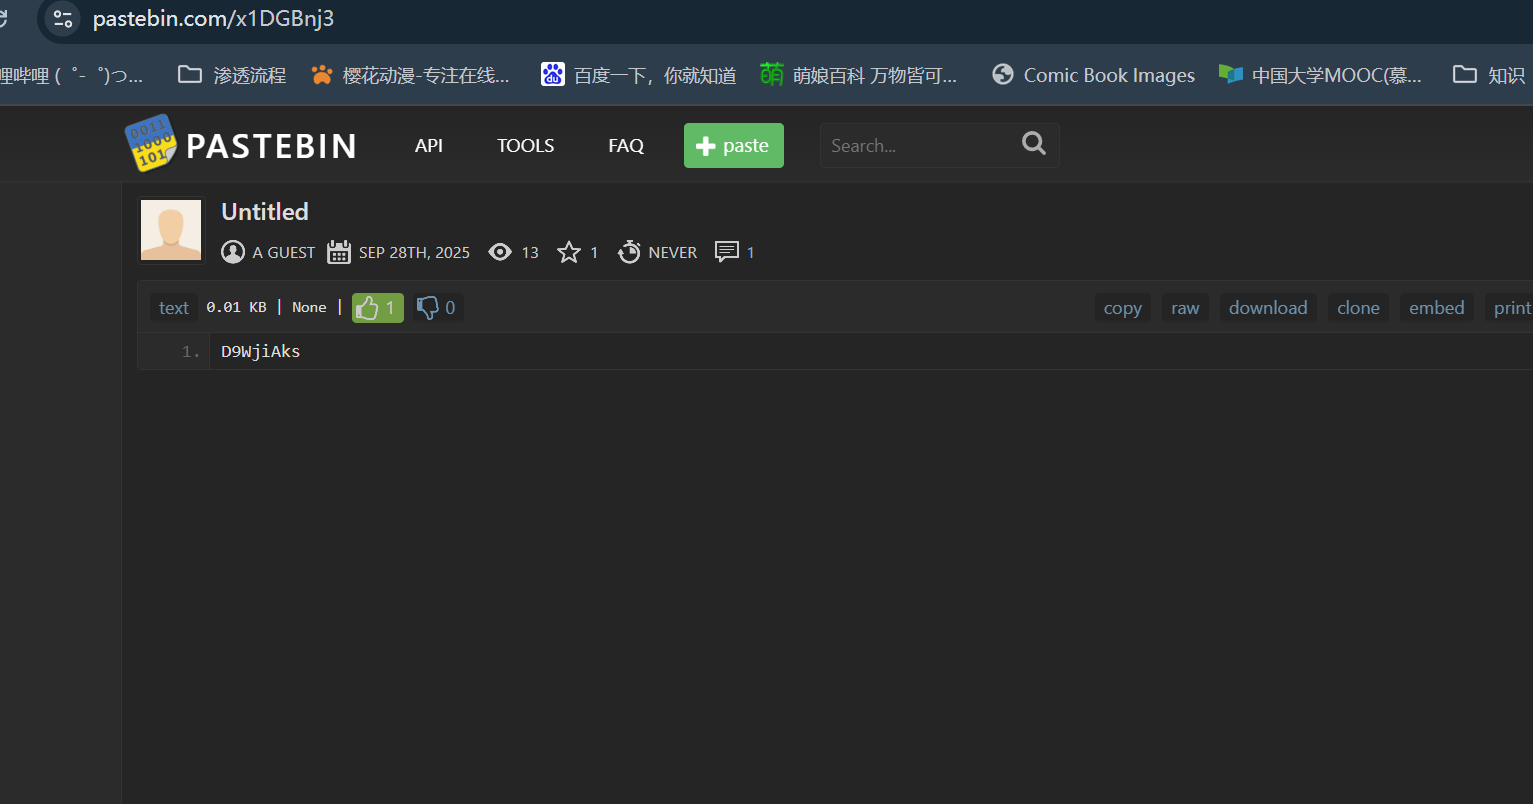 pastebin.com/x1DGBnj3
哩哔哩 (゜-゜)つ... 渗透流程 樱花动漫-专注在线... 百度一下，你就知道 萌娘百科 万物皆可... Comic Book Images 中国大学MOOC(慕... 知识
PASTEBIN API TOOLS FAQ paste Search...
Untitled
A GUEST SEP 28TH, 2025 13 1 NEVER 1
text 0.01 KB | None | 1 0 copy raw download clone embed print
1. D9WjiAks